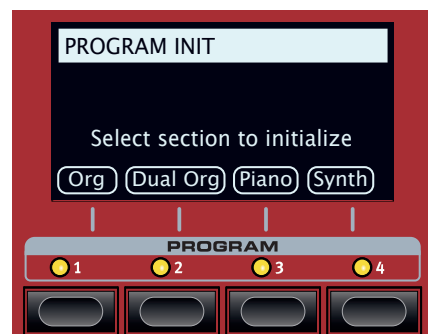 PROGRAM INIT
Select section to initialize
Org Dual Org Piano Synth
PROGRAM
1 2 3 4